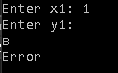 Enter x1: 1
Enter y1:
в
Error